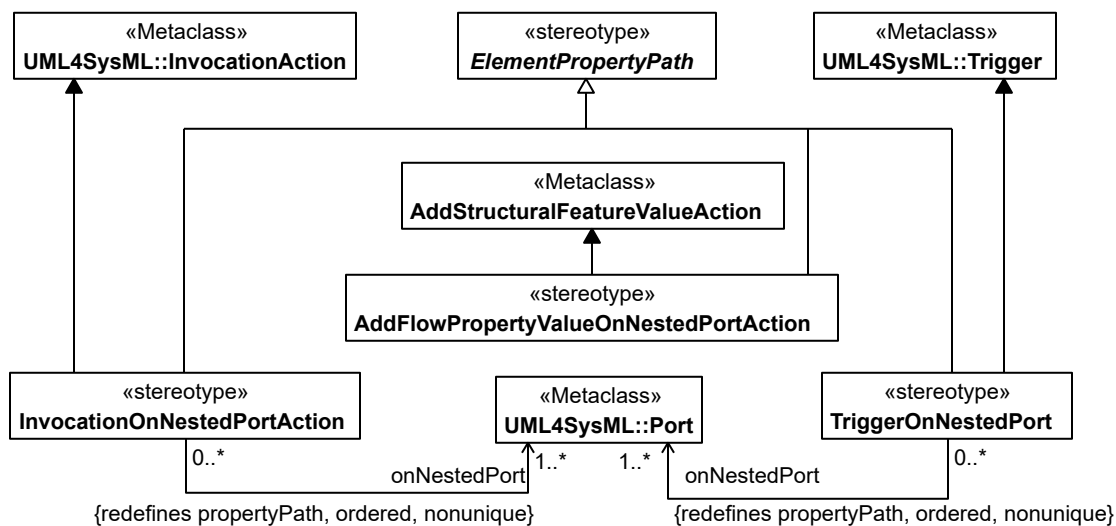 «Metaclass»
UML4SysML::InvocationAction
«stereotype»
ElementPropertyPath
«Metaclass»
UML4SysML::Trigger
«Metaclass»
AddStructuralFeatureValueAction
«stereotype»
AddFlowPropertyValueOnNestedPortAction
«stereotype»
InvocationOnNestedPortAction
«Metaclass»
UML4SysML::Port
«stereotype»
TriggerOnNestedPort
0..*
onNestedPort
1..*
1..*
onNestedPort
0..*
{redefines propertyPath, ordered, nonunique}
{redefines propertyPath, ordered, nonunique}